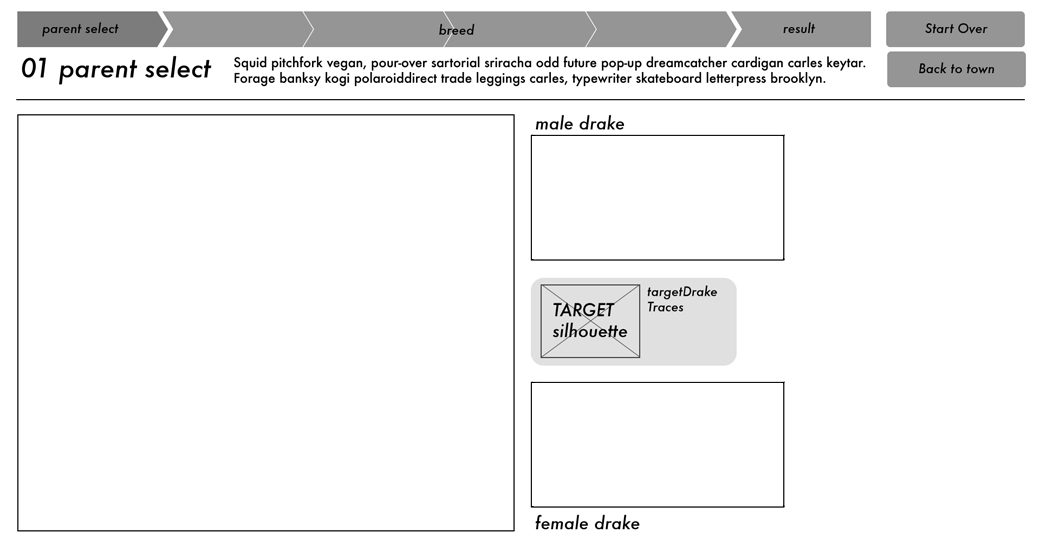 parent select
breed
result
Start Over
01 parent select
Squid pitchfork vegan, pour-over sartorial sriracha odd future pop-up dreamcatcher cardigan carles keytar.
Forage banksy kogi polaroiddirect trade leggings carles, typewriter skateboard letterpress brooklyn.
Back to town
male drake
TARGET
silhouette
targetDrake
Traces
female drake